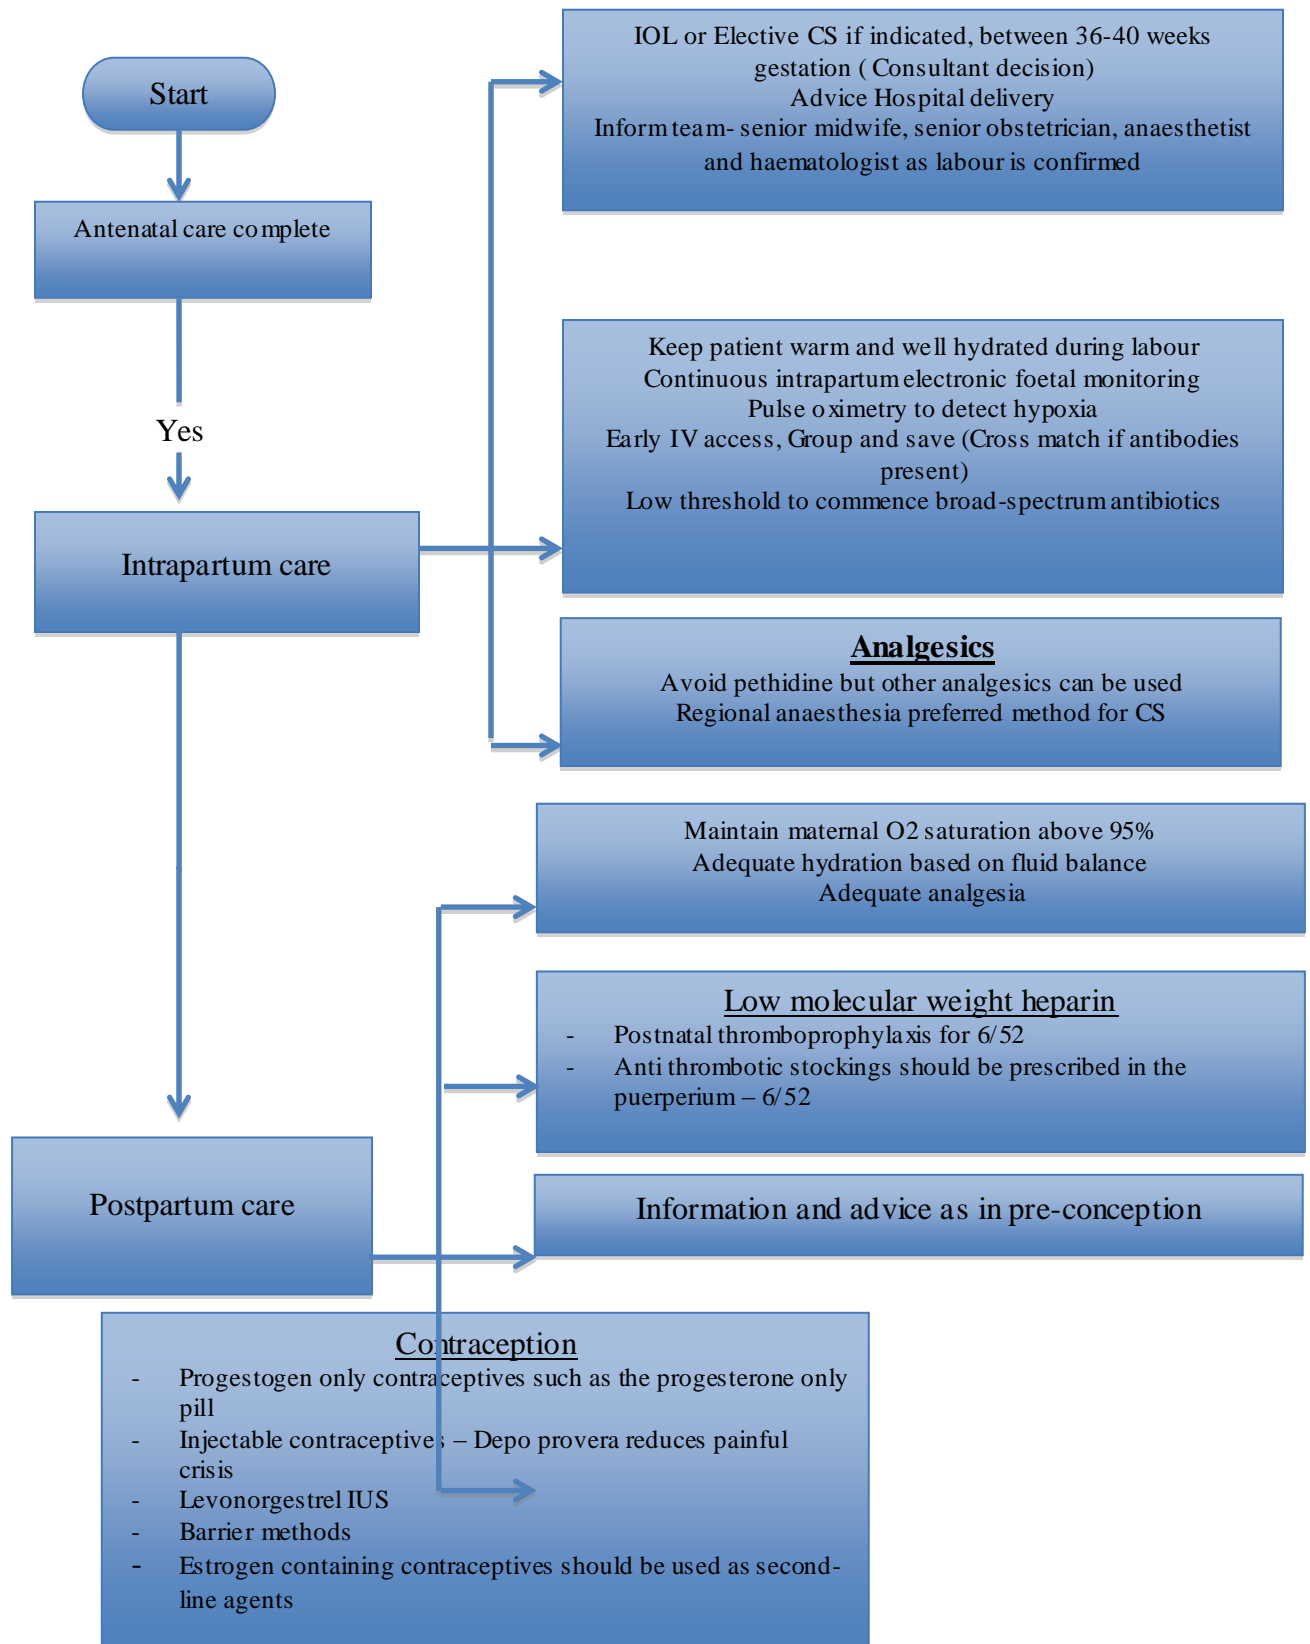 Start
Antenatal care complete
Yes
Intrapartum care
IOL or Elective CS if indicated, between 36-40 weeks
gestation ( Consultant decision)
Advice Hospital delivery
Inform team- senior midwife, senior obstetrician, anaesthetist
and haematologist as labour is confirmed
Keep patient warm and well hydrated during labour
Continuous intrapartum electronic foetal monitoring
Pulse oximetry to detect hypoxia
Early IV access, Group and save (Cross match if antibodies
present)
Low threshold to commence broad-spectrum antibiotics
Analgesics
Avoid pethidine but other analgesics can be used
Regional anaesthesia preferred method for CS
Postpartum care
Maintain maternal O2 saturation above 95%
Adequate hydration based on fluid balance
Adequate analgesia
Low molecular weight heparin
- Postnatal thromboprophylaxis for 6/52
- Anti thrombotic stockings should be prescribed in the
puerperium – 6/52
Information and advice as in pre-conception
Contraception
- Progestogen only contraceptives such as the progesterone only
pill
- Injectable contraceptives – Depo provera reduces painful
crisis
- Levonorgestrel IUS
- Barrier methods
- Estrogen containing contraceptives should be used as second-
line agents